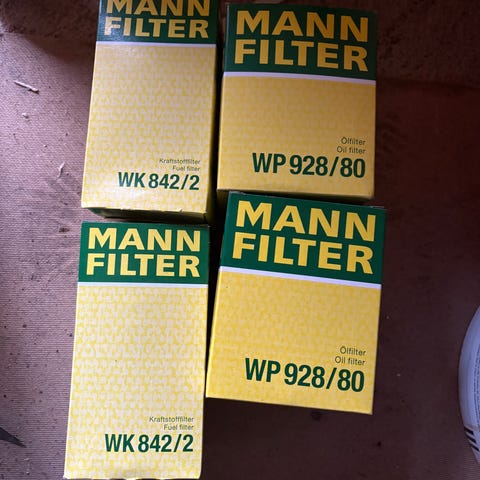 MANN
FILTER
Kraftstofffilter
Fuel filter
WK 842/2
MANN
FILTER
Ölfilter
Oil filter
WP 928/80
MANN
FILTER
Kraftstofffilter
Fuel filter
WK 842/2
MANN
FILTER
Ölfilter
Oil filter
WP 928/80